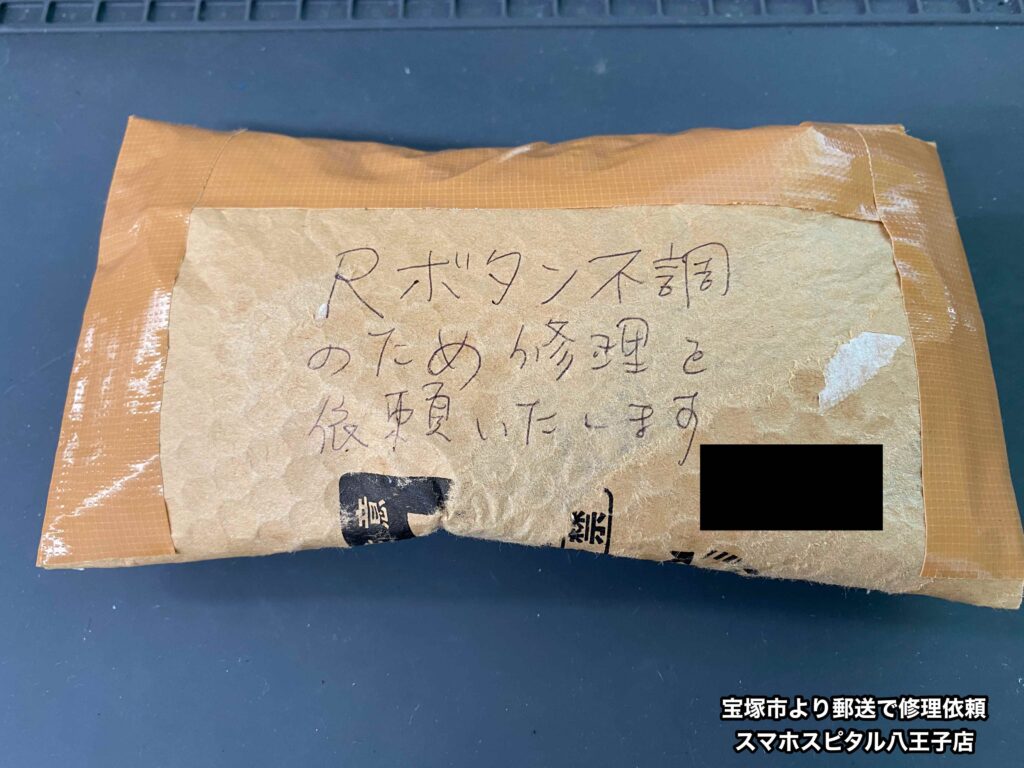 Rボタン不調
のため修理を
依頼いたします
意
禁
宝塚市より郵送で修理依頼
スマホスピタル八王子店